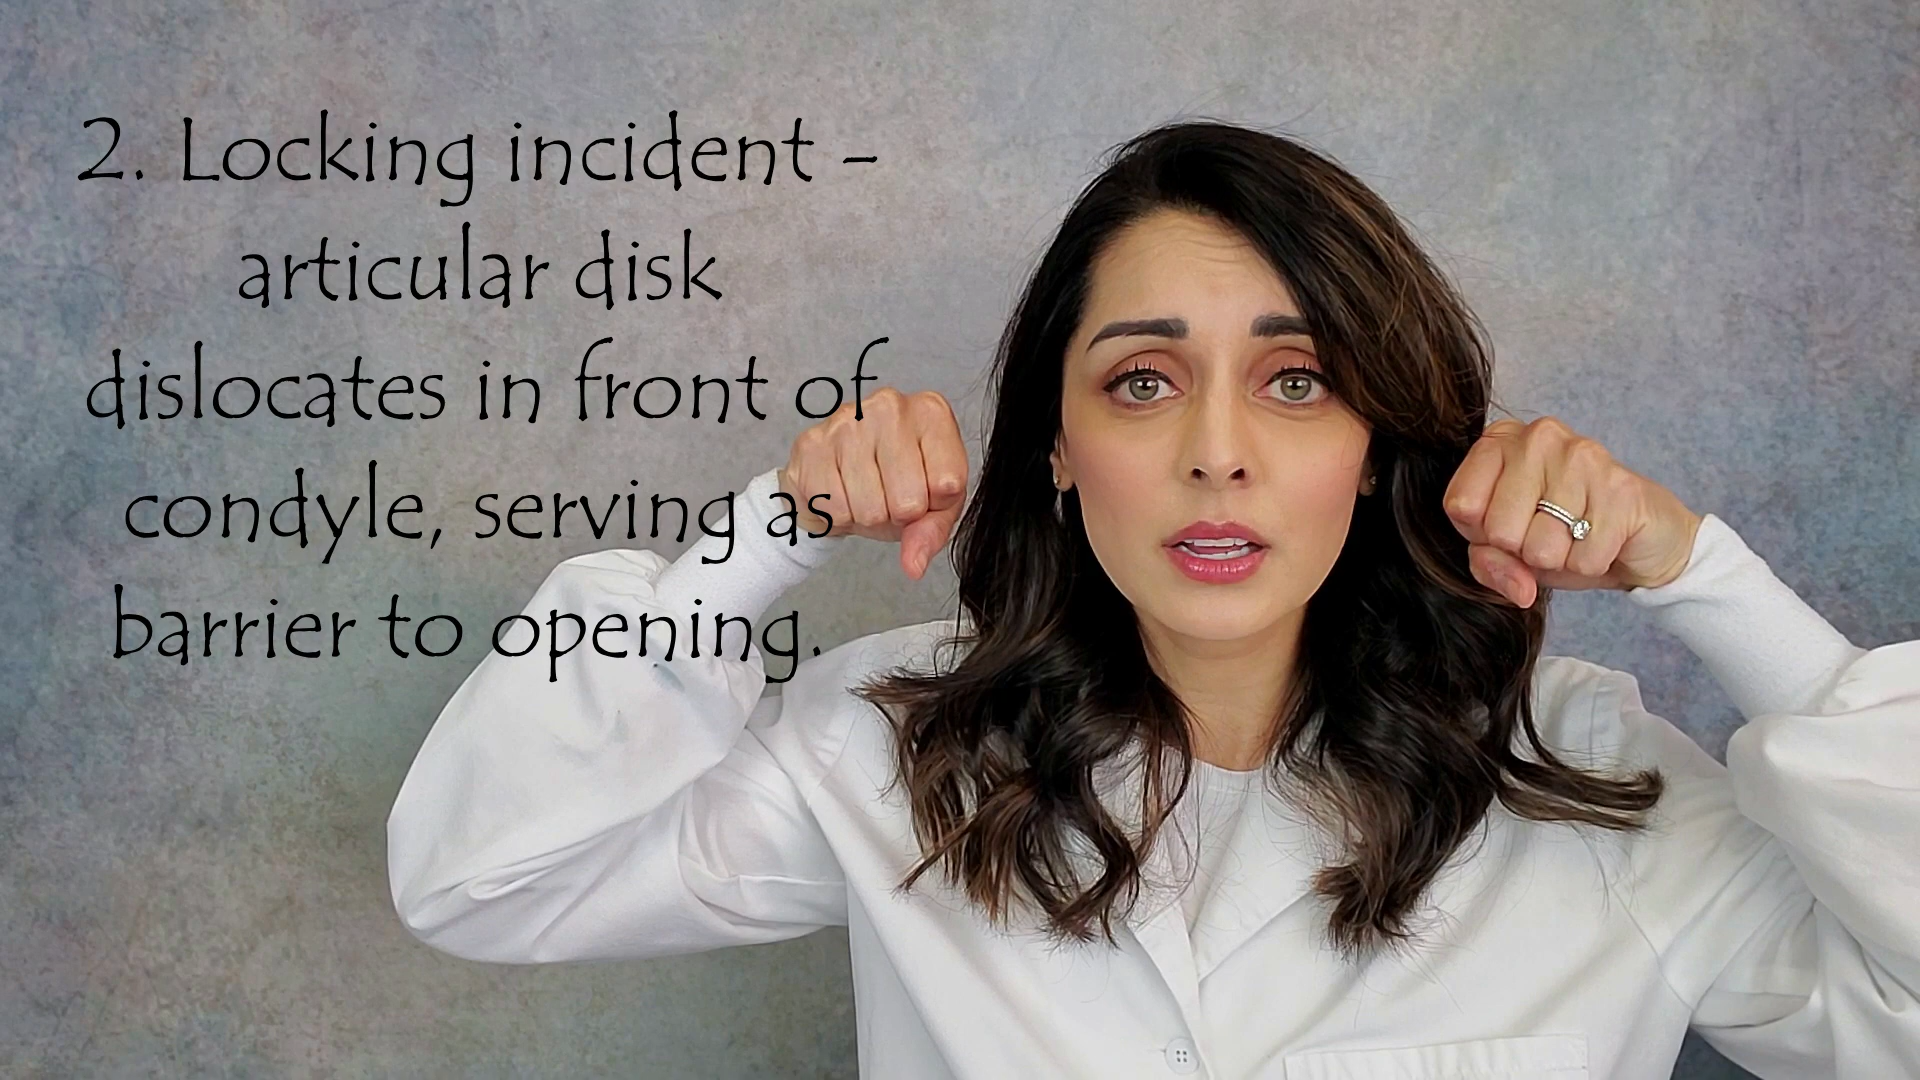 2. Locking incident -
articular disk
dislocates in front of
condyle, serving as
barrier to opening.